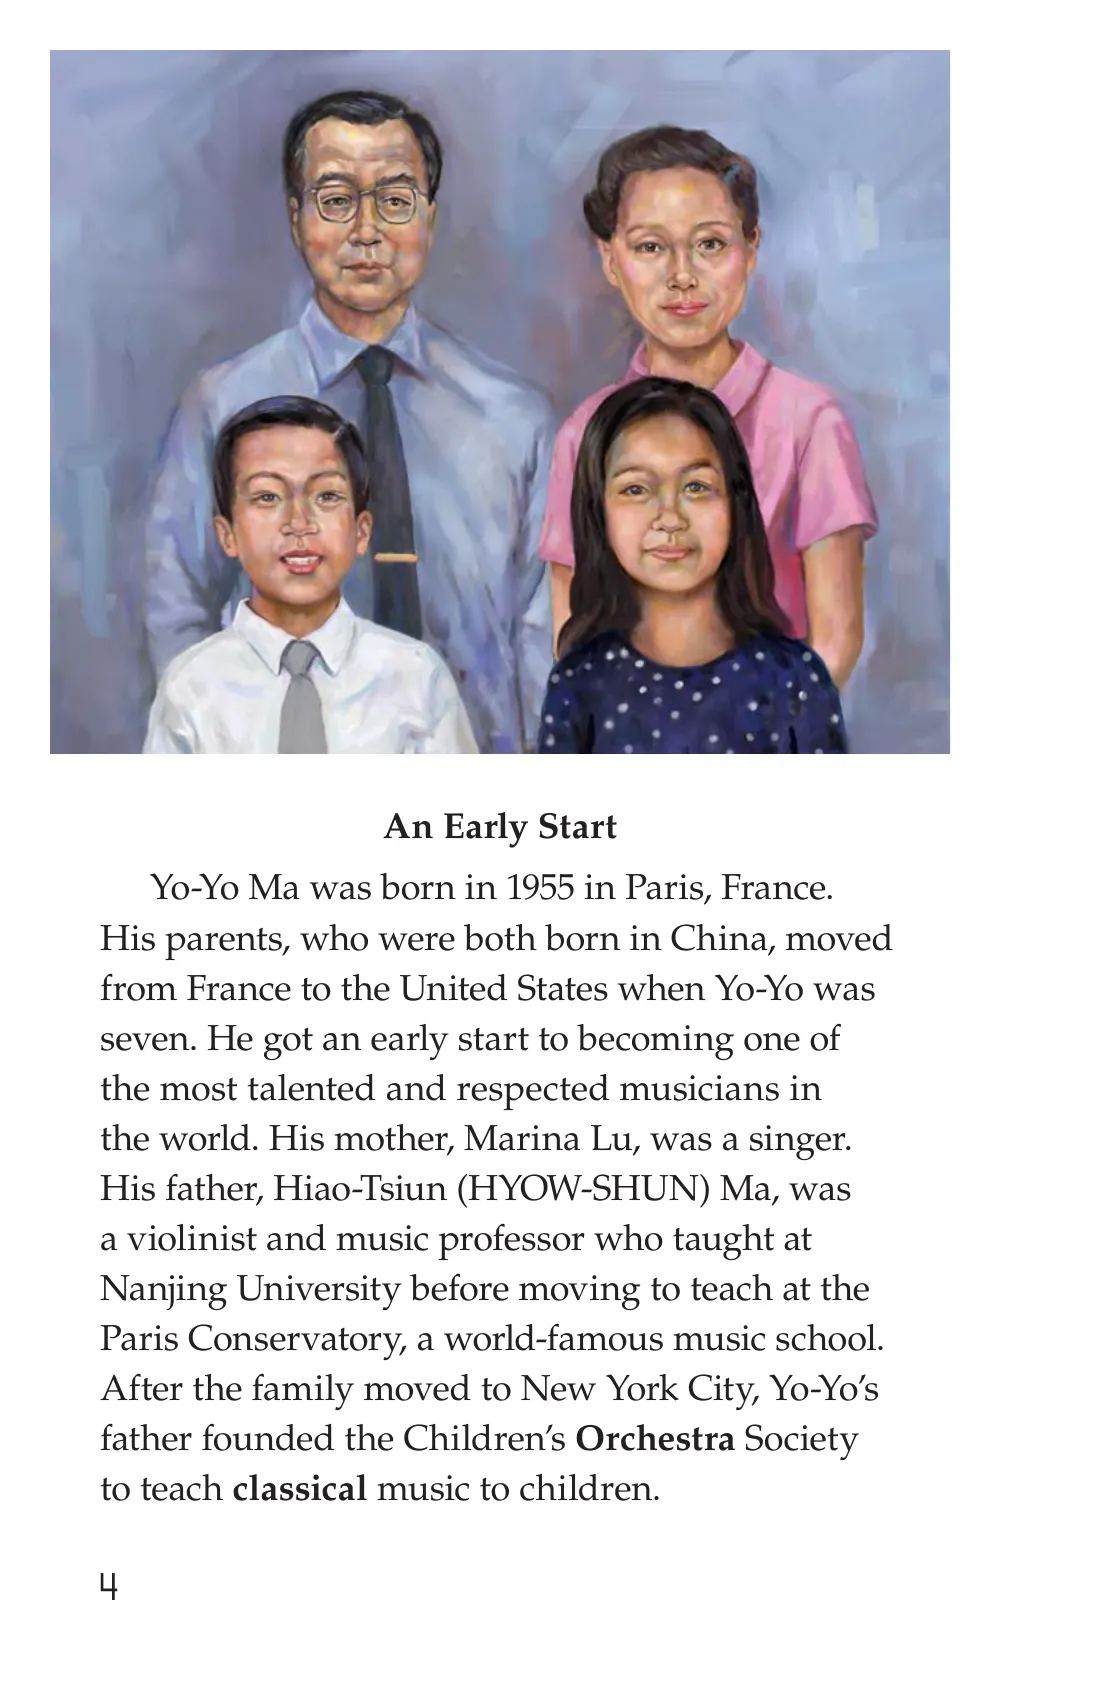 An Early Start
Yo-Yo Ma was born in 1955 in Paris, France.
His parents, who were both born in China, moved
from France to the United States when Yo-Yo was
seven. He got an early start to becoming one of
the most talented and respected musicians in
the world. His mother, Marina Lu, was a singer.
His father, Hiao-Tsiun (HYOW-SHUN) Ma, was
a violinist and music professor who taught at
Nanjing University before moving to teach at the
Paris Conservatory, a world-famous music school.
After the family moved to New York City, Yo-Yo’s
father founded the Children’s Orchestra Society
to teach classical music to children.
4